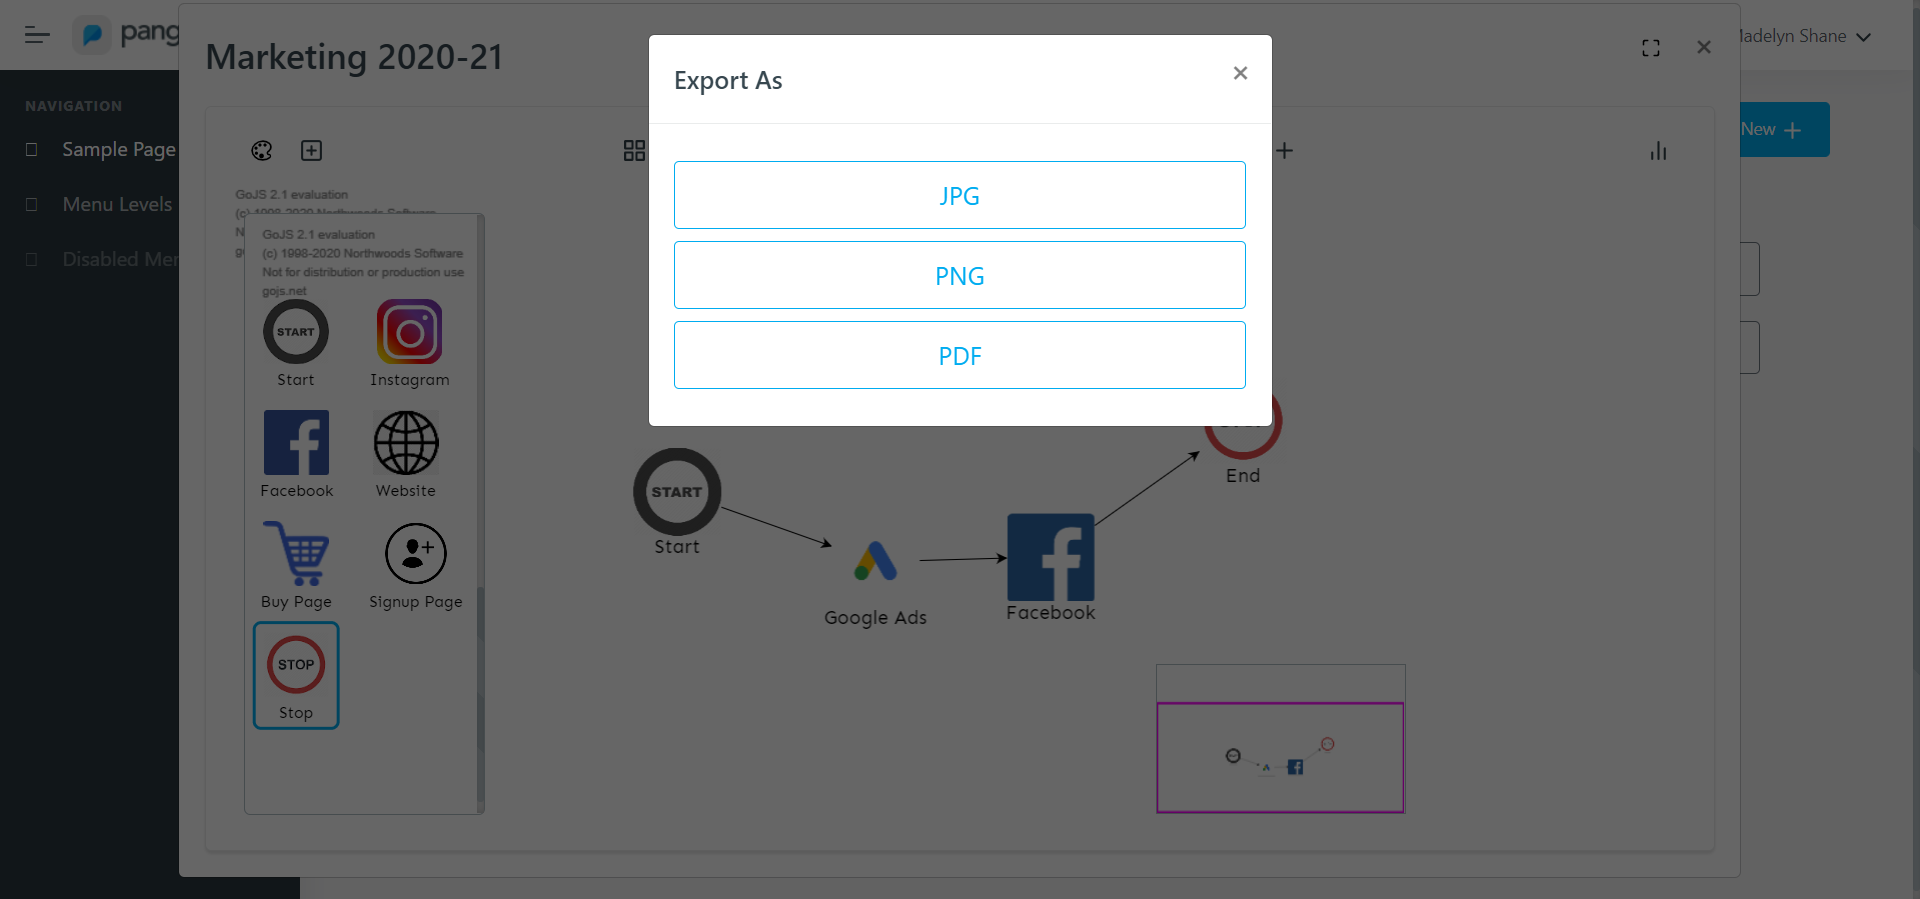 pang
Marketing 2020-21
Export As
Madelyn Shane
NAVIGATION
Sample Page
Menu Levels
Disabled Men
New
JPG
PNG
PDF
GoJS 2.1 evaluation
(c) 1998-2020 Northwoods Software
GoJS 2.1 evaluation
(c) 1998-2020 Northwoods Software
Not for distribution or production use
gojs.net
START
Start
Instagram
Facebook
Website
Buy Page
Signup Page
STOP
Stop
START
Start
Google Ads
Facebook
End